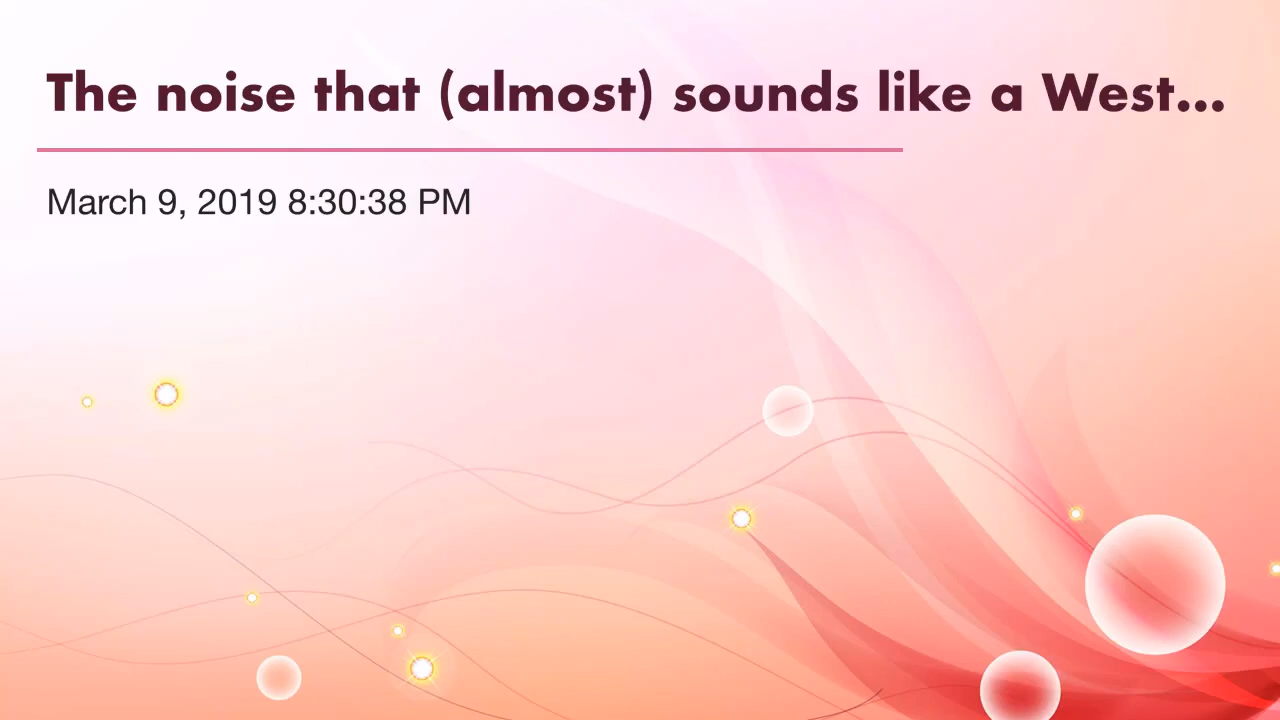 The noise that (almost) sounds like a West...
March 9, 2019 8:30:38 PM